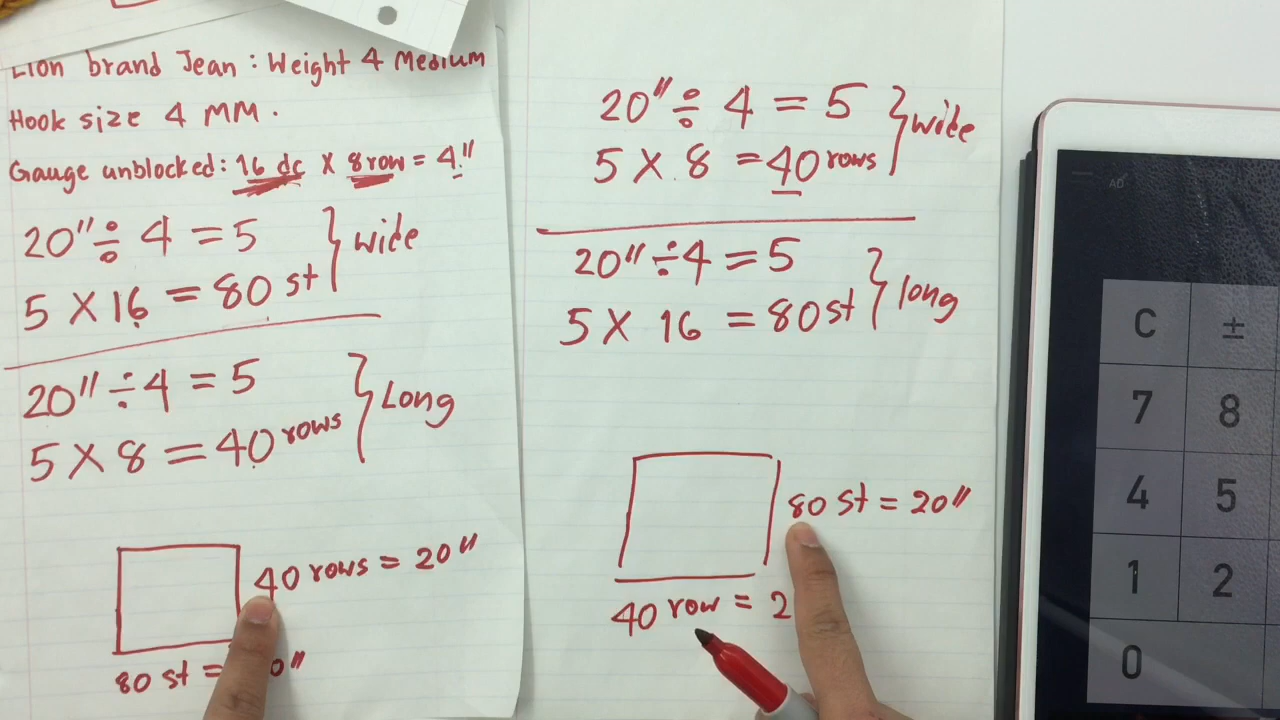 Lion brand Jean: Weight 4 Medium
Hook size 4 MM.
Gauge unblocked: 16 dc X 8 row = 4"
20" ÷ 4 = 5
5 X 16 = 80 st
wide
20" ÷ 4 = 5
5 X 8 = 40 rows
Long
40 rows = 20"
80 st = 0"
20" ÷ 4 = 5
5 X 8 = 40 rows
wide
20" ÷ 4 = 5
5 X 16 = 80 st
long
80 st = 20"
40 row = 2
AC
C
±
7
8
4
5
1
2
0